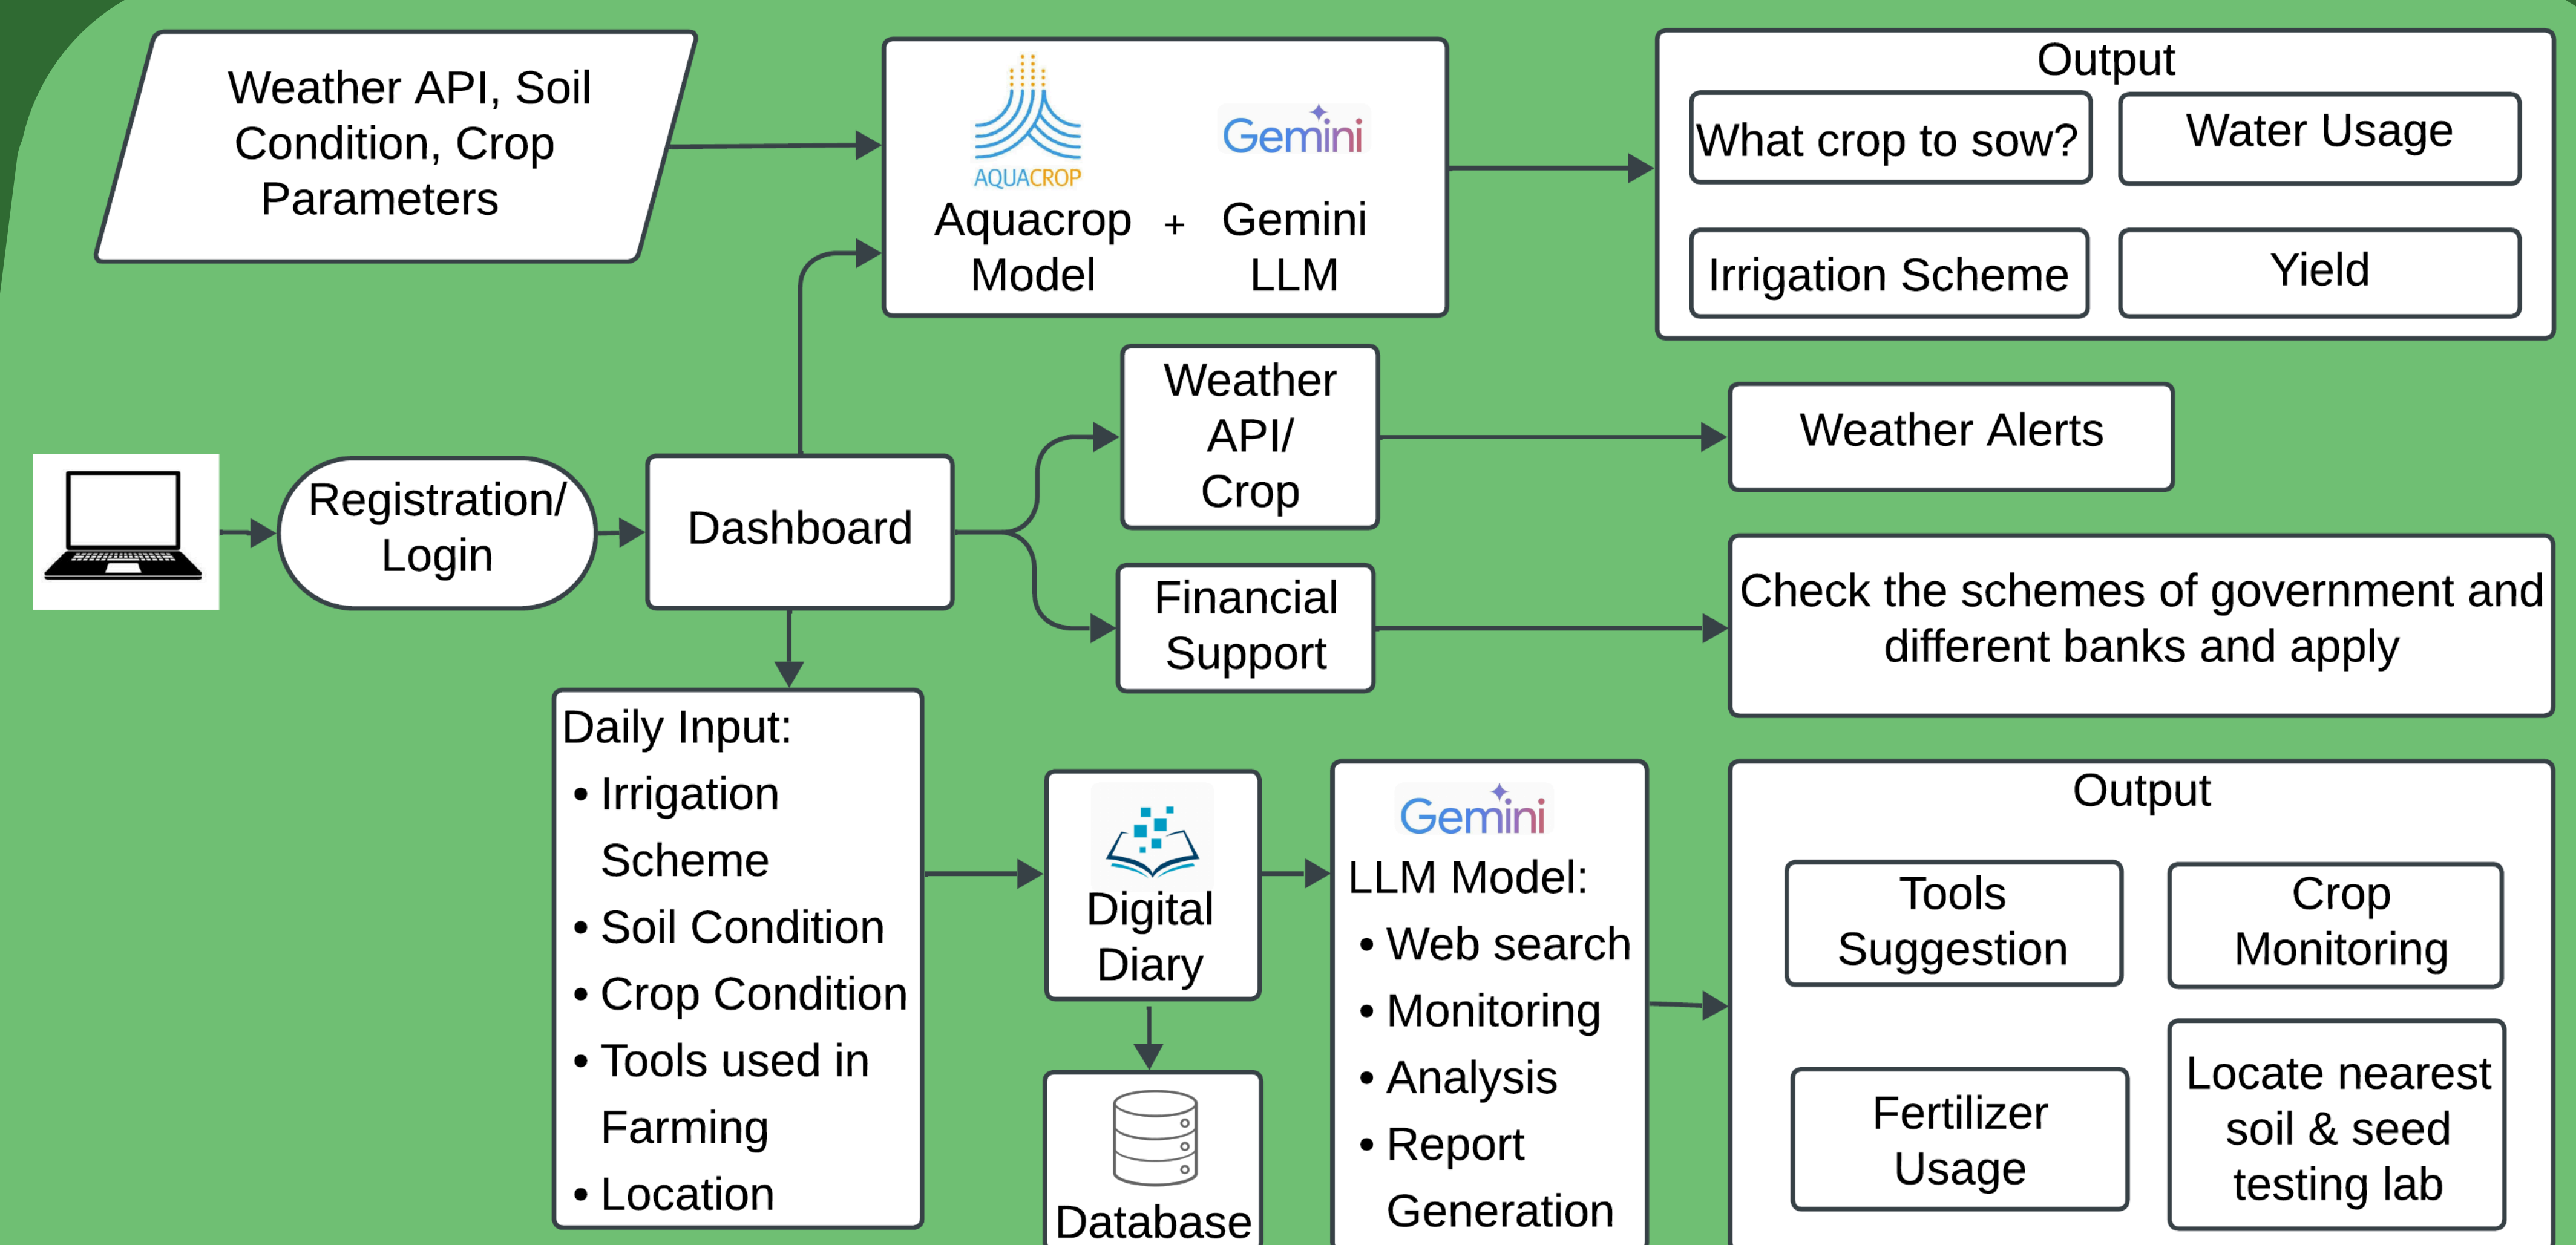 Weather API, Soil
Condition, Crop
Parameters
AQUACROP
Gemini
Aquacrop + Gemini
Model LLM
Output
What crop to sow?
Water Usage
Irrigation Scheme
Yield
Weather
API/
Crop
Weather Alerts
Registration/
Login
Dashboard
Financial
Support
Check the schemes of government and
different banks and apply
Daily Input:
• Irrigation
Scheme
• Soil Condition
• Crop Condition
• Tools used in
Farming
• Location
Digital
Diary
Database
Gemini
LLM Model:
• Web search
• Monitoring
• Analysis
• Report
Generation
Output
Tools
Suggestion
Crop
Monitoring
Fertilizer
Usage
Locate nearest
soil & seed
testing lab